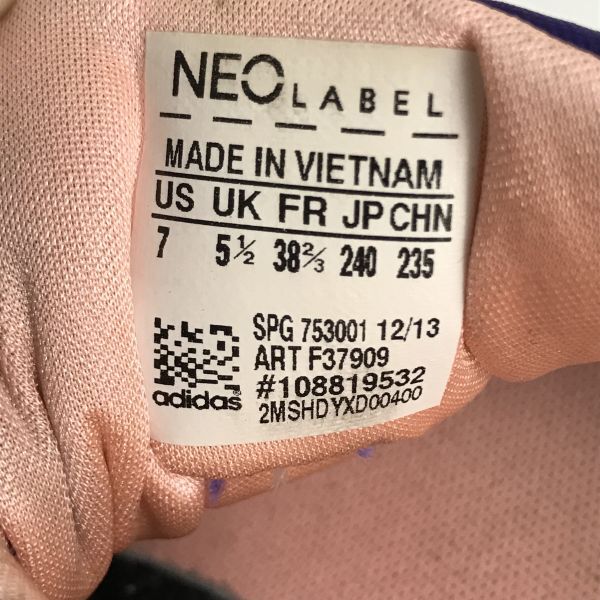 NEO LABEL
MADE IN VIETNAM
US UK FR JP CHN
7 5½ 38⅔ 240 235
SPG 753001 12/13
ART F37909
#108819532
adidas 2MSHDYXD00400